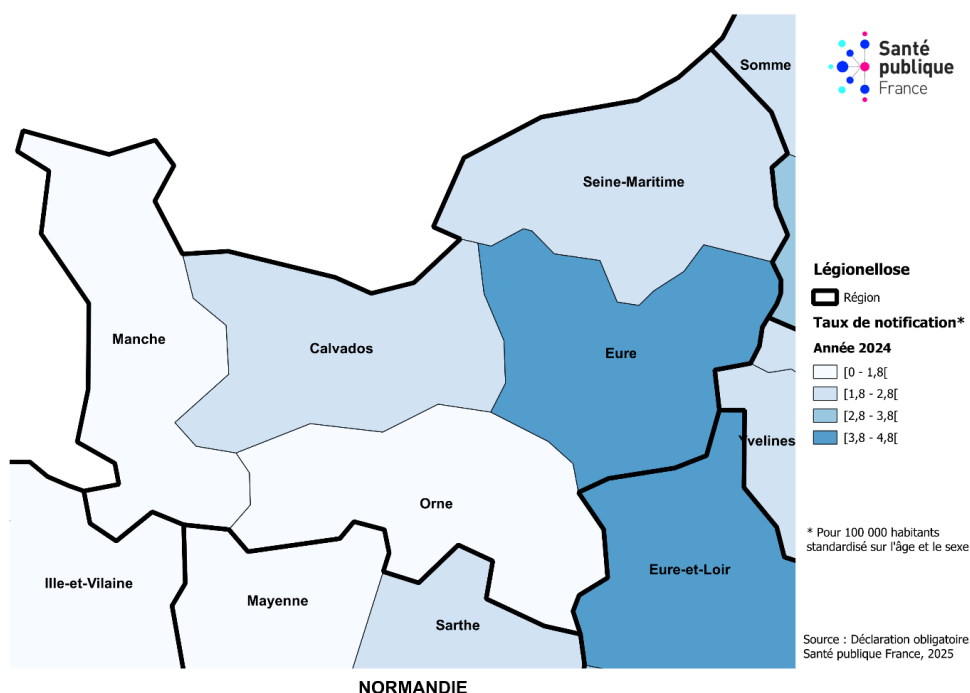 Santé
publique
France
Somme
Seine-Maritime
Manche
Calvados
Eure
Yvelines
Orne
Eure-et-Loir
Ille-et-Vilaine
Mayenne
Sarthe
Légionellose
Région
Taux de notification*
Année 2024
[0 - 1,8[
[1,8 - 2,8[
[2,8 - 3,8[
[3,8 - 4,8[
* Pour 100 000 habitants
standardisé sur l'âge et le sexe
Source : Déclaration obligatoire
Santé publique France, 2025
NORMANDIE